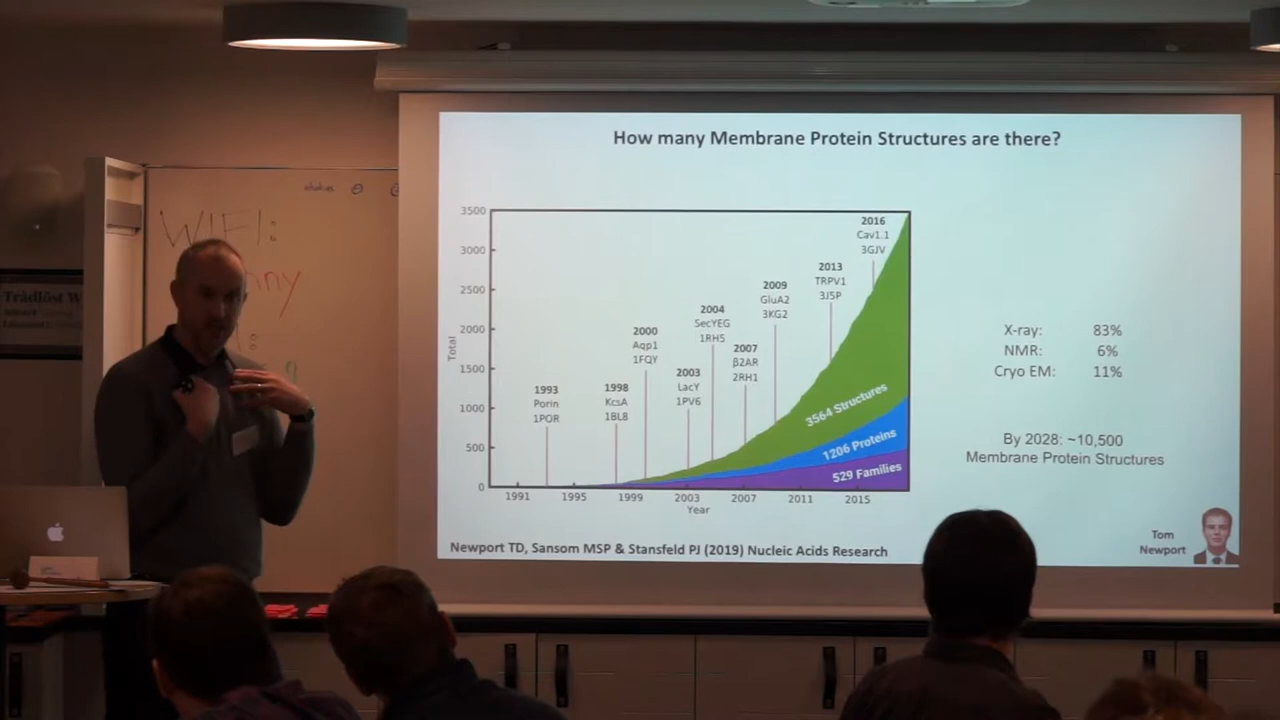 How many Membrane Protein Structures are there?
Total
3500
3000
2500
2000
1500
1000
500
0
1993
Porin
1POR
1998
KcsA
1BL8
2000
Aqp1
1FQY
2003
LacY
1PV6
2004
SecYEG
1RH5
2007
β2AR
2RH1
2009
GluA2
3KG2
2013
TRPV1
3J5P
2016
Cav1.1
3GJV
3564 Structures
1206 Proteins
529 Families
1991 1995 1999 2003 2007 2011 2015
Year
X-ray: 83%
NMR: 6%
Cryo EM: 11%
By 2028: ~10,500
Membrane Protein Structures
Newport TD, Sansom MSP & Stansfeld PJ (2019) Nucleic Acids Research
Tom
Newport
WIFI:
Trådlöst W